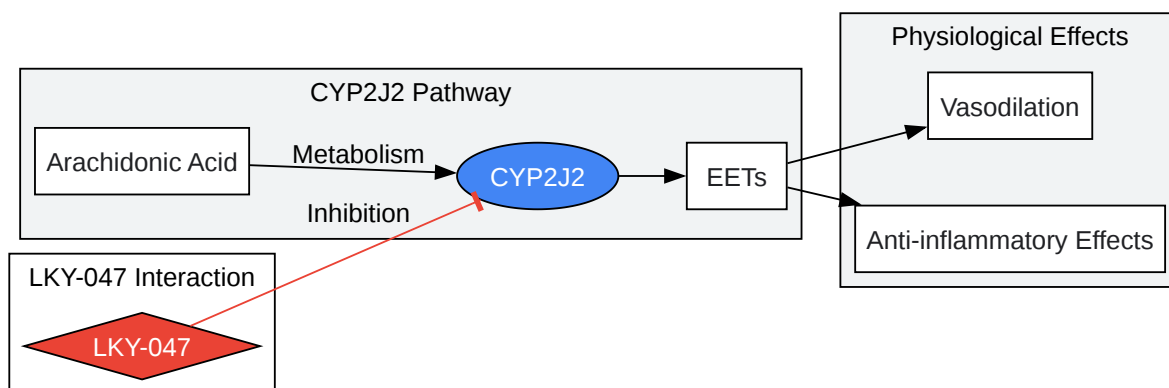 Physiological Effects
CYP2J2 Pathway
Vasodilation
Arachidonic Acid
Metabolism
CYP2J2
EETs
Inhibition
Anti-inflammatory Effects
LKY-047 Interaction
LKY-047